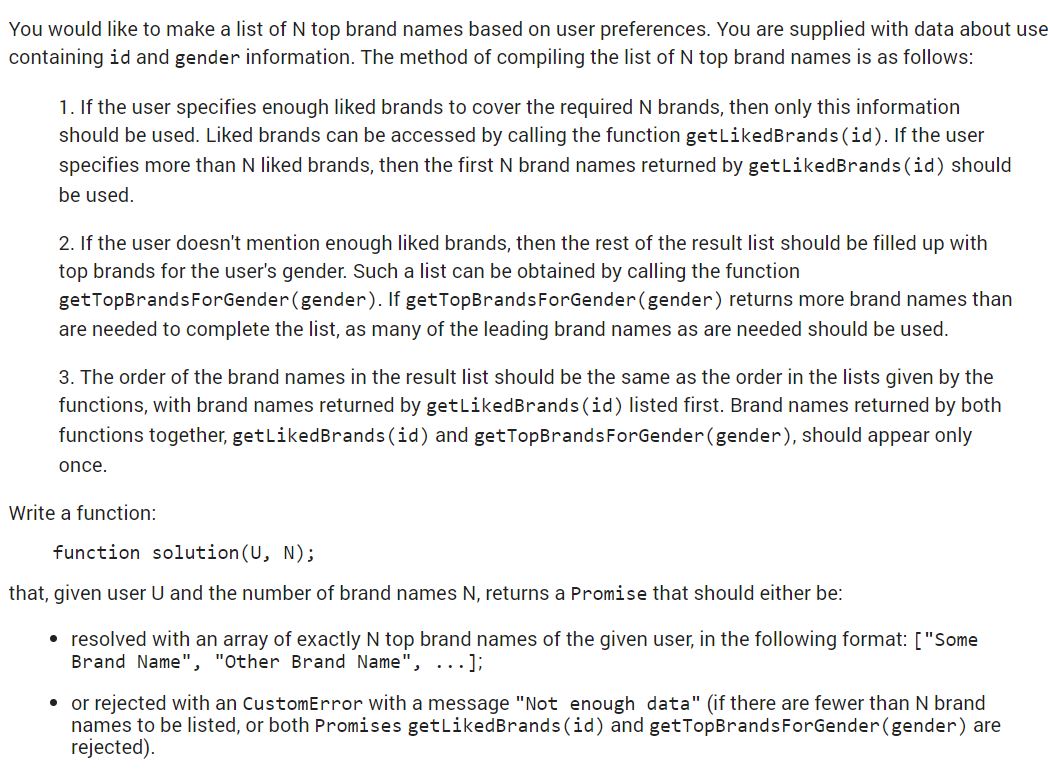 You would like to make a list of N top brand names based on user preferences. You are supplied with data about use
containing id and gender information. The method of compiling the list of N top brand names is as follows:
1. If the user specifies enough liked brands to cover the required N brands, then only this information
should be used. Liked brands can be accessed by calling the function getLikedBrands(id). If the user
specifies more than N liked brands, then the first N brand names returned by getLikedBrands(id) should
be used.
2. If the user doesn't mention enough liked brands, then the rest of the result list should be filled up with
top brands for the user's gender. Such a list can be obtained by calling the function
getTopBrandsForGender(gender). If getTopBrandsForGender(gender) returns more brand names than
are needed to complete the list, as many of the leading brand names as are needed should be used.
3. The order of the brand names in the result list should be the same as the order in the lists given by the
functions, with brand names returned by getLikedBrands(id) listed first. Brand names returned by both
functions together, getLikedBrands(id) and getTopBrandsForGender(gender), should appear only
once.
Write a function:
function solution(U, N);
that, given user U and the number of brand names N, returns a Promise that should either be:
• resolved with an array of exactly N top brand names of the given user, in the following format: ["Some
Brand Name", "Other Brand Name", ...];
• or rejected with an CustomError with a message "Not enough data" (if there are fewer than N brand
names to be listed, or both Promises getLikedBrands(id) and getTopBrandsForGender(gender) are
rejected).